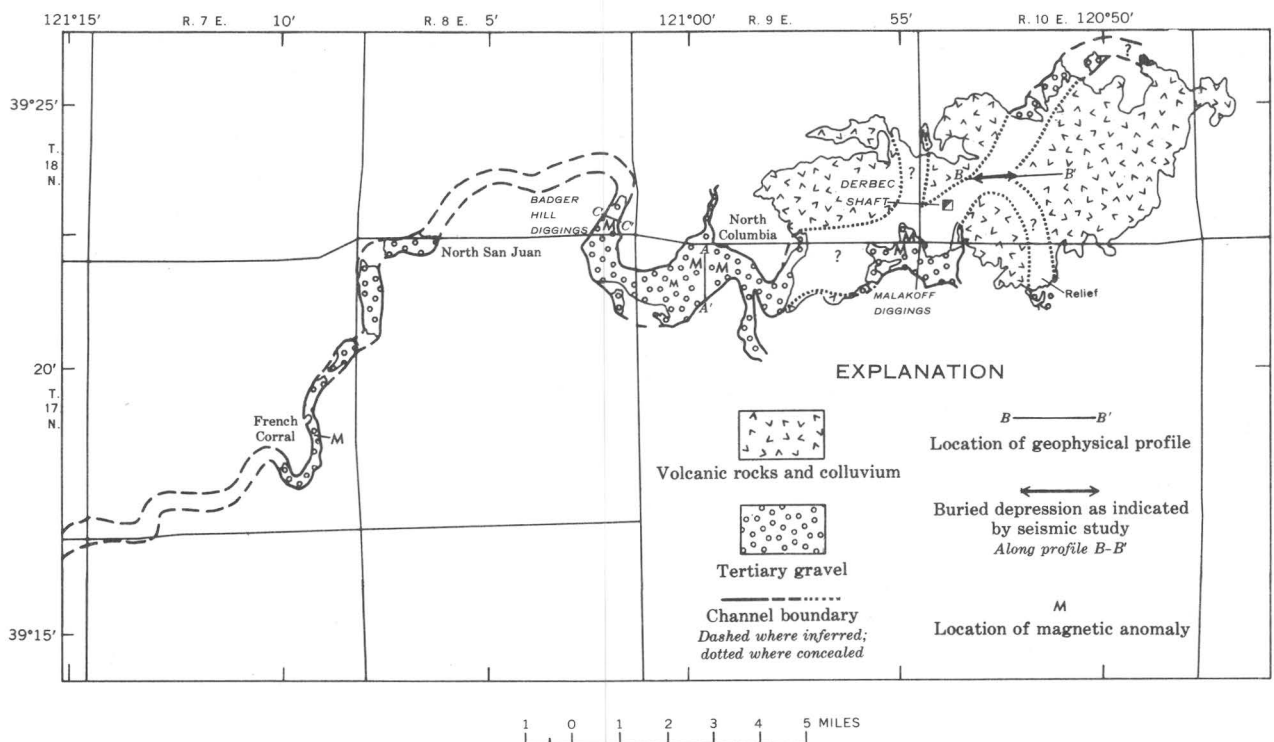 121°15′ R. 7 E. 10′ R. 8 E. 5′ 121°00′ R. 9 E. 55′ R. 10 E. 120°50′
39°25′
T.
18
N.
20′
T.
17
N.
39°15′
?
?
?
?
?
B B′
DERBEC
SHAFT
BADGER
HILL
DIGGINGS
C C′
M
North
Columbia
A
A′
M
M
M
M
M
North San Juan
MALAKOFF
DIGGINGS
Relief
French
Corral
M
EXPLANATION
Volcanic rocks and colluvium
Tertiary gravel
Channel boundary
Dashed where inferred;
dotted where concealed
B B′
Location of geophysical profile
Buried depression as indicated
by seismic study
Along profile B-B′
M
Location of magnetic anomaly
1 0 1 2 3 4 5 MILES